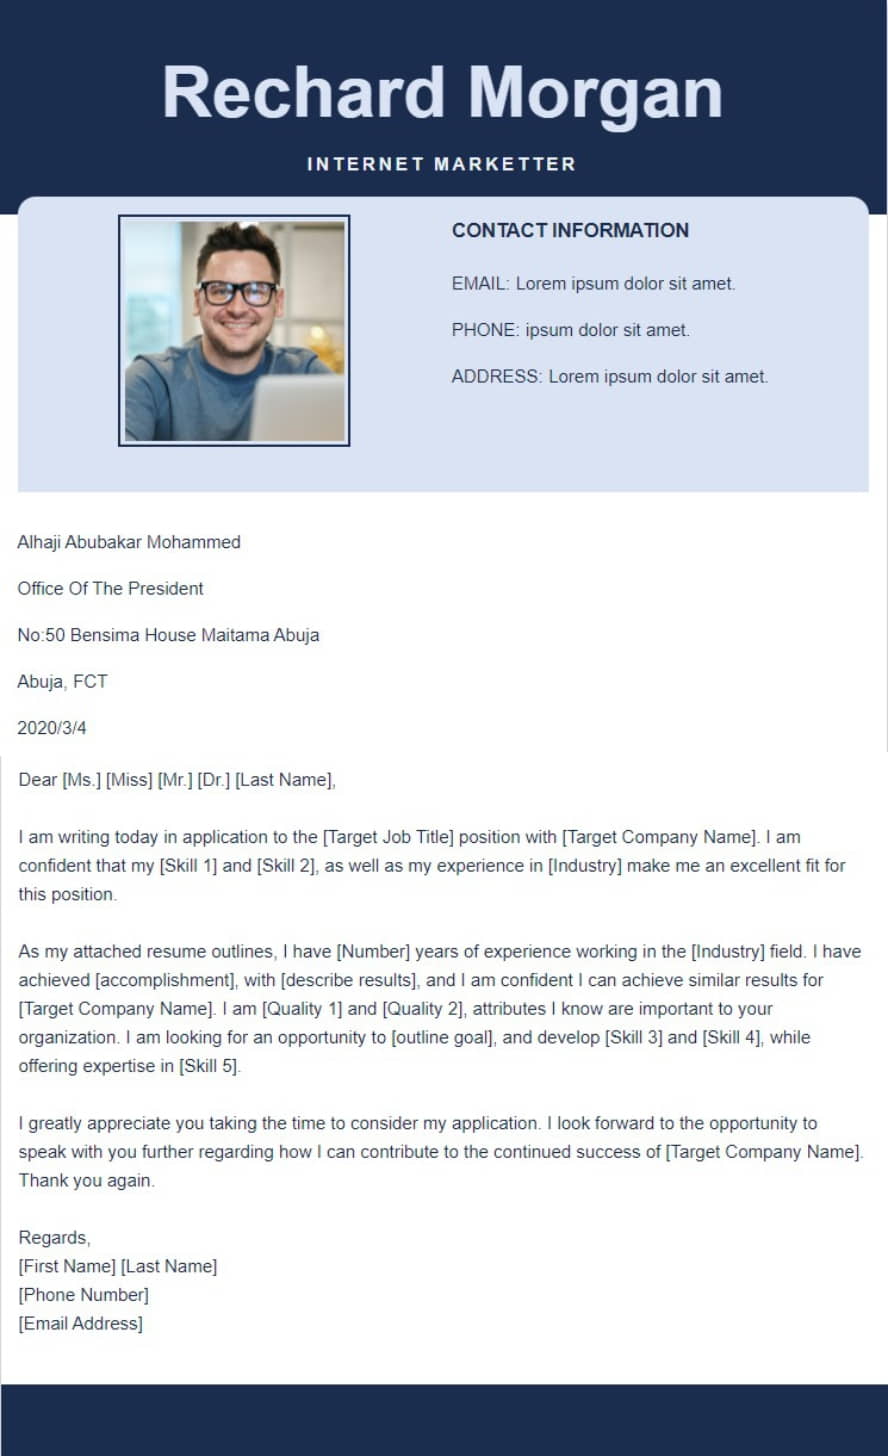 Rechard Morgan
INTERNET MARKETTER
CONTACT INFORMATION
EMAIL: Lorem ipsum dolor sit amet.
PHONE: ipsum dolor sit amet.
ADDRESS: Lorem ipsum dolor sit amet.
Alhaji Abubakar Mohammed
Office Of The President
No:50 Bensima House Maitama Abuja
Abuja, FCT
2020/3/4
Dear [Ms.] [Miss] [Mr.] [Dr.] [Last Name],
I am writing today in application to the [Target Job Title] position with [Target Company Name]. I am
confident that my [Skill 1] and [Skill 2], as well as my experience in [Industry] make me an excellent fit for
this position.
As my attached resume outlines, I have [Number] years of experience working in the [Industry] field. I have
achieved [accomplishment], with [describe results], and I am confident I can achieve similar results for
[Target Company Name]. I am [Quality 1] and [Quality 2], attributes I know are important to your
organization. I am looking for an opportunity to [outline goal], and develop [Skill 3] and [Skill 4], while
offering expertise in [Skill 5].
I greatly appreciate you taking the time to consider my application. I look forward to the opportunity to
speak with you further regarding how I can contribute to the continued success of [Target Company Name].
Thank you again.
Regards,
[First Name] [Last Name]
[Phone Number]
[Email Address]